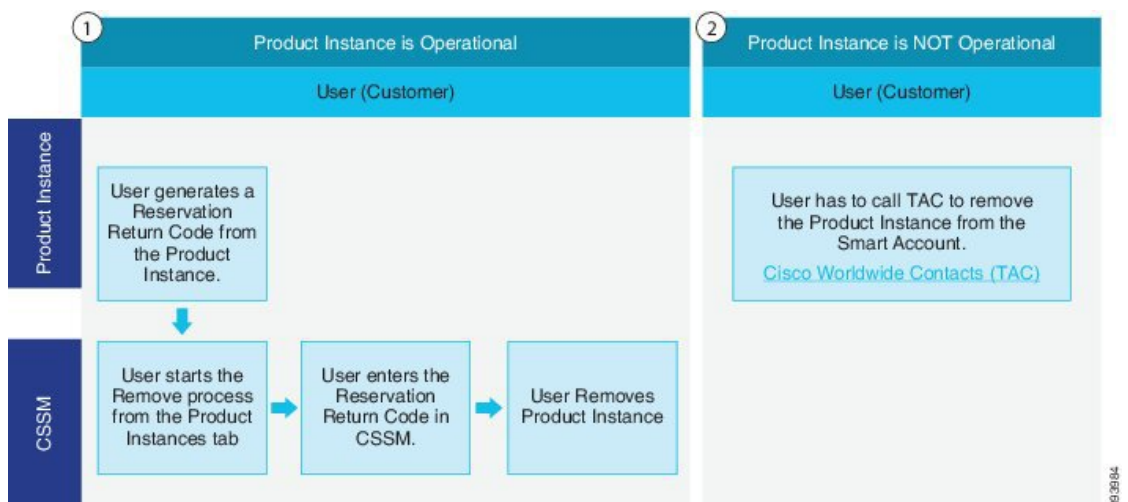 1
Product Instance is Operational
User (Customer)
2
Product Instance is NOT Operational
User (Customer)
Product Instance
User generates a
Reservation
Return Code from
the Product
Instance.
User has to call TAC to remove
the Product Instance from the
Smart Account.
Cisco Worldwide Contacts (TAC)
CSSM
User starts the
Remove process
from the Product
Instances tab
User enters the
Reservation
Return Code in
CSSM.
User Removes
Product Instance
93984